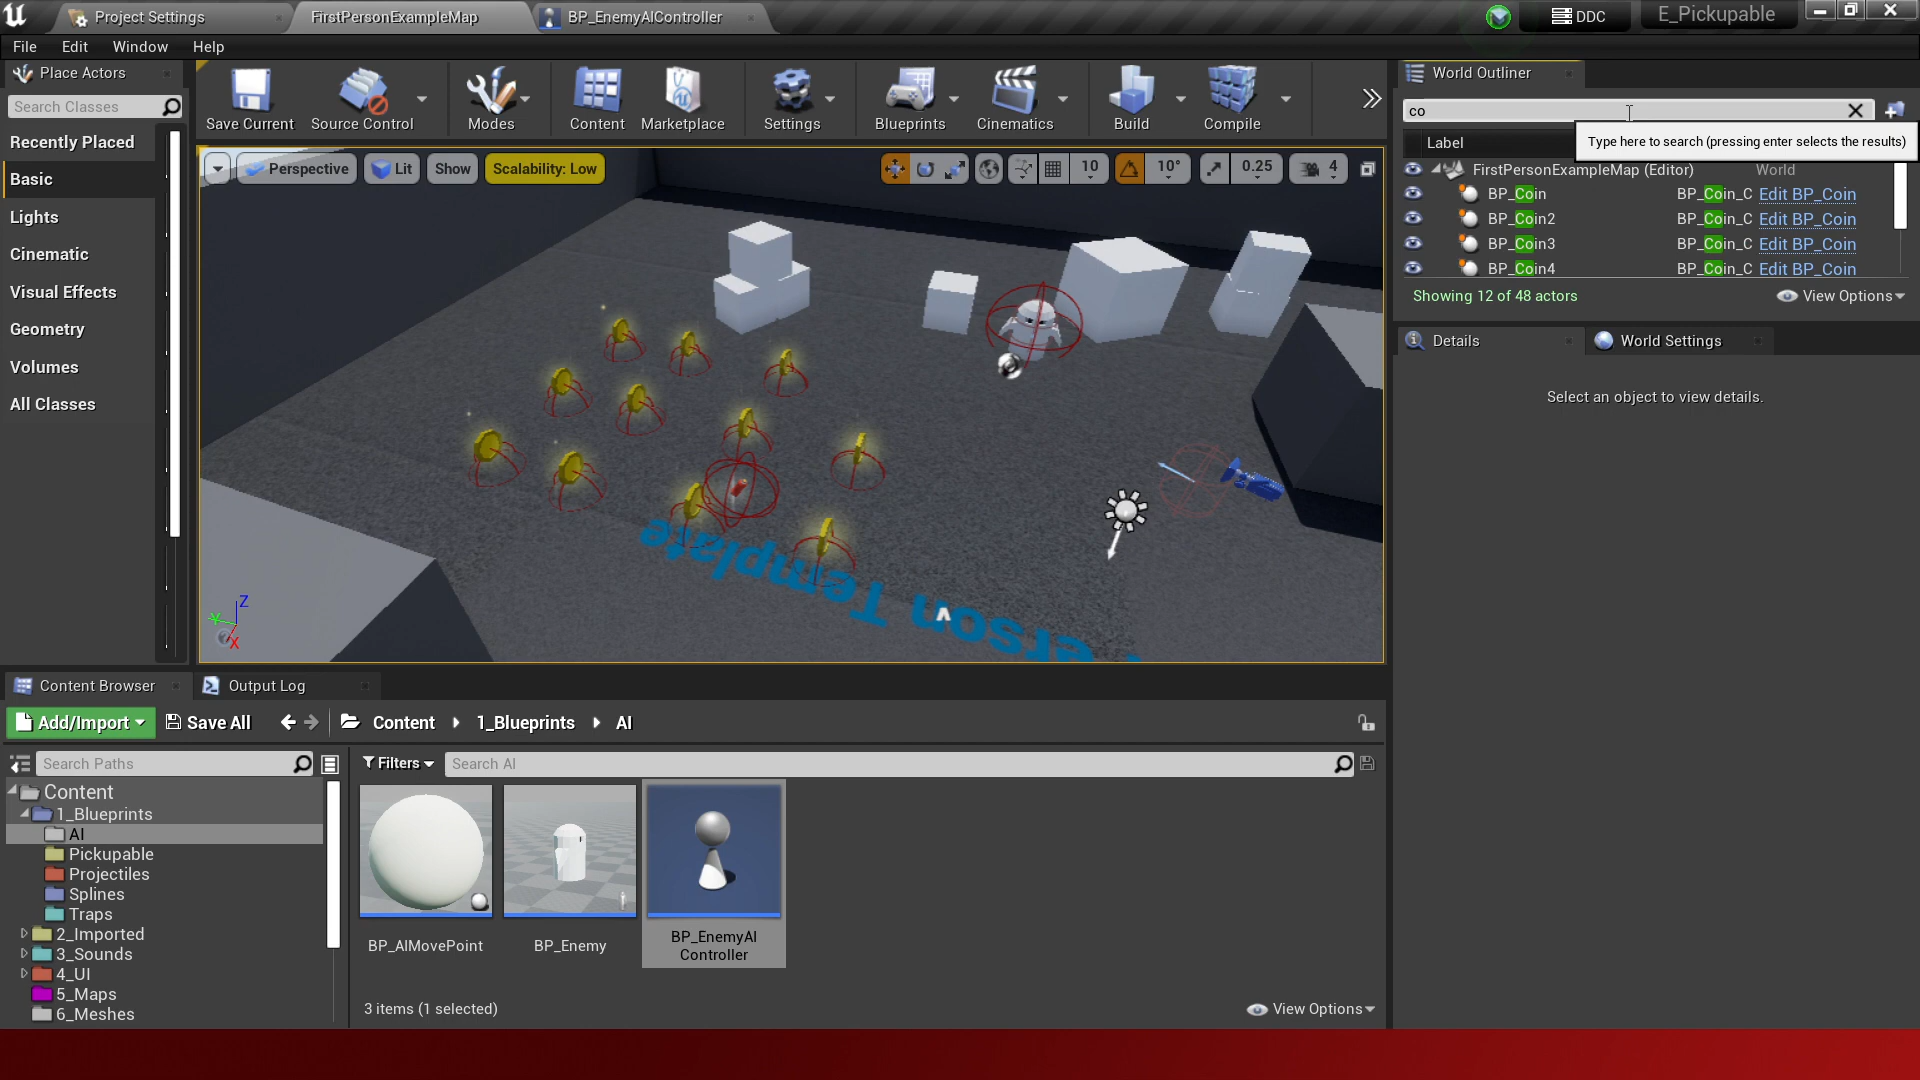 Project Settings
FirstPersonExampleMap
BP_EnemyAIController
DDC
E_Pickupable
File Edit Window Help
Place Actors
Search Classes
Recently Placed
Basic
Lights
Cinematic
Visual Effects
Geometry
Volumes
All Classes
Save Current
Source Control
Modes
Content
Marketplace
Settings
Blueprints
Cinematics
Build
Compile
Perspective
Lit
Show
Scalability: Low
10
10°
0.25
4
erson Template
Z
Y
X
World Outliner
co
Type here to search (pressing enter selects the results)
Label
FirstPersonExampleMap (Editor) World
BP_Coin BP_Coin_C Edit BP_Coin
BP_Coin2 BP_Coin_C Edit BP_Coin
BP_Coin3 BP_Coin_C Edit BP_Coin
BP_Coin4 BP_Coin_C Edit BP_Coin
Showing 12 of 48 actors
View Options
Details
World Settings
Select an object to view details.
Content Browser
Output Log
Add/Import
Save All
Content
1_Blueprints
AI
Search Paths
Filters
Search AI
Content
1_Blueprints
AI
Pickupable
Projectiles
Splines
Traps
2_Imported
3_Sounds
4_UI
5_Maps
6_Meshes
BP_AIMovePoint
BP_Enemy
BP_EnemyAI
Controller
3 items (1 selected)
View Options